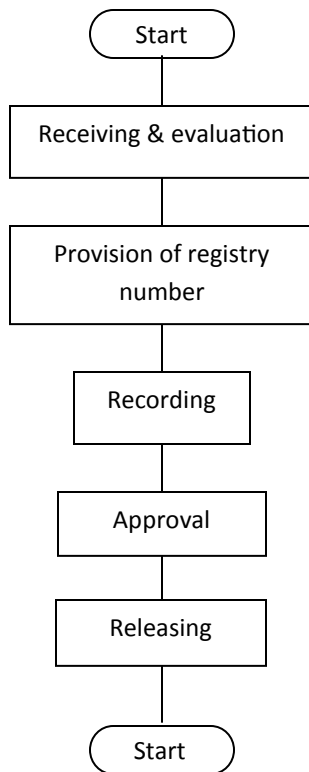 Start
Receiving & evaluation
Provision of registry
number
Recording
Approval
Releasing
Start